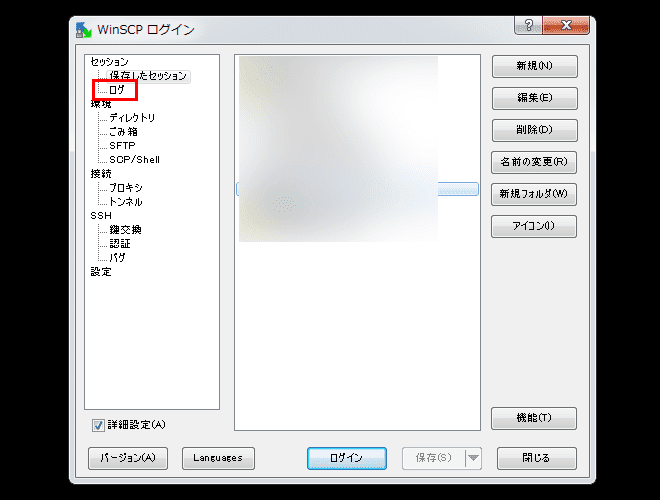 WinSCP ログイン
セッション
保存したセッション
ログ
環境
ディレクトリ
ごみ箱
SFTP
SCP/Shell
接続
プロキシ
トンネル
SSH
鍵交換
認証
バグ
設定
新規(N)
編集(E)
削除(D)
名前の変更(R)
新規フォルダ(W)
アイコン(I)
機能(T)
詳細設定(A)
バージョン(A)
Languages
ログイン
保存(S)
閉じる